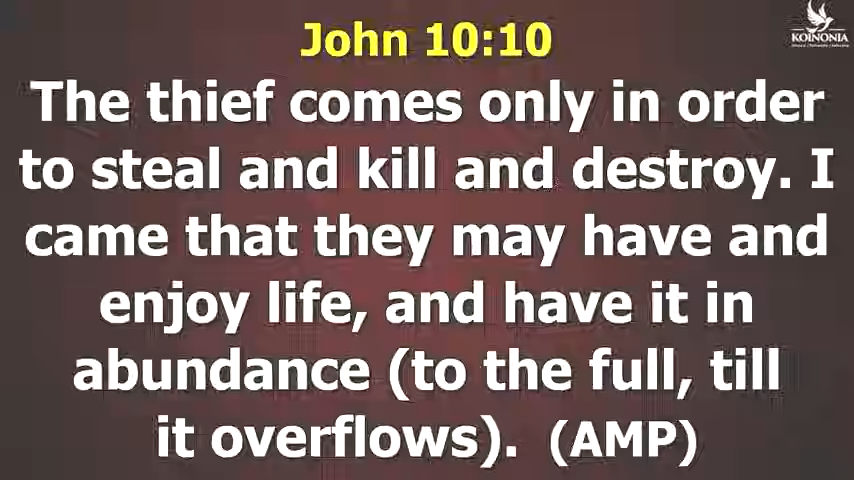 John 10:10
KOINONIA
The thief comes only in order
to steal and kill and destroy. I
came that they may have and
enjoy life, and have it in
abundance (to the full, till
it overflows). (AMP)